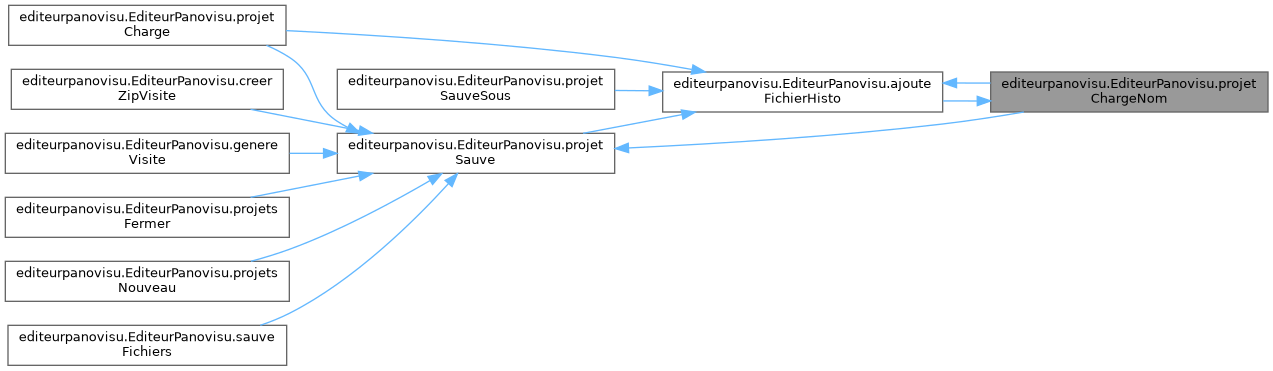 editeurpanovisu.EditeurPanovisu.projet
Charge
editeurpanovisu.EditeurPanovisu.creer
ZipVisite
editeurpanovisu.EditeurPanovisu.genere
Visite
editeurpanovisu.EditeurPanovisu.projets
Fermer
editeurpanovisu.EditeurPanovisu.projets
Nouveau
editeurpanovisu.EditeurPanovisu.sauve
Fichiers
editeurpanovisu.EditeurPanovisu.projet
SauveSous
editeurpanovisu.EditeurPanovisu.projet
Sauve
editeurpanovisu.EditeurPanovisu.ajoute
FichierHisto
editeurpanovisu.EditeurPanovisu.projet
ChargeNom